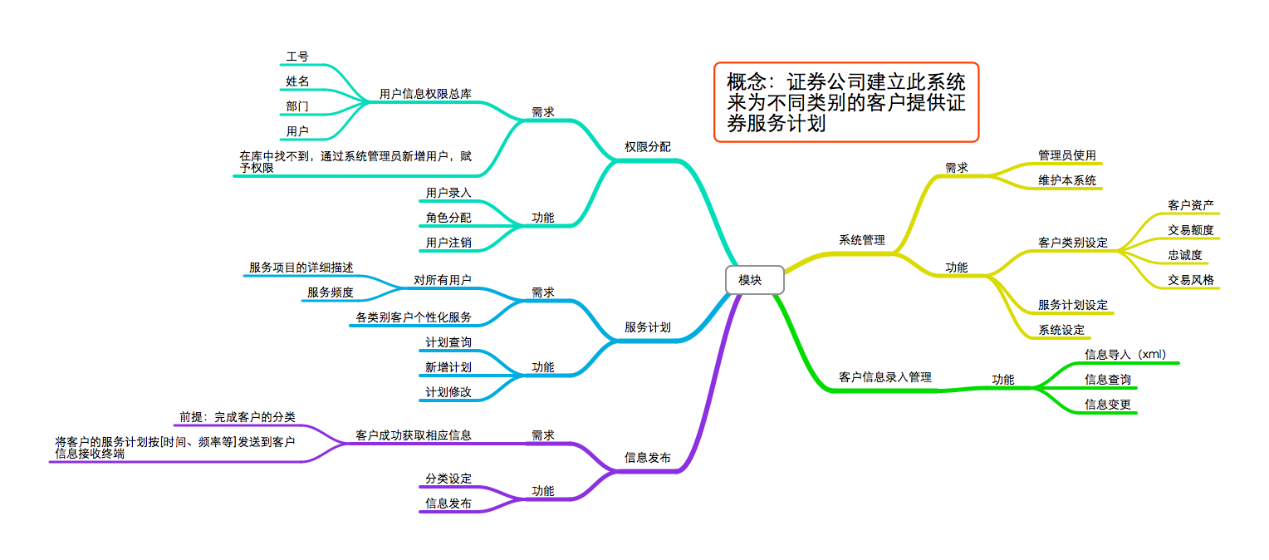 概念：证券公司建立此系统
来为不同类别的客户提供证
券服务计划
模块
权限分配
需求
用户信息权限总库
工号
姓名
部门
用户
在库中找不到，通过系统管理员新增用户，赋
予权限
功能
用户录入
角色分配
用户注销
服务计划
需求
对所有用户
服务项目的详细描述
服务频度
各类别客户个性化服务
功能
计划查询
新增计划
计划修改
信息发布
需求
客户成功获取相应信息
前提：完成客户的分类
将客户的服务计划按[时间、频率等]发送到客户
信息接收终端
功能
分类设定
信息发布
系统管理
需求
管理员使用
维护本系统
功能
客户类别设定
客户资产
交易额度
忠诚度
交易风格
服务计划设定
系统设定
客户信息录入管理
功能
信息导入（xml）
信息查询
信息变更